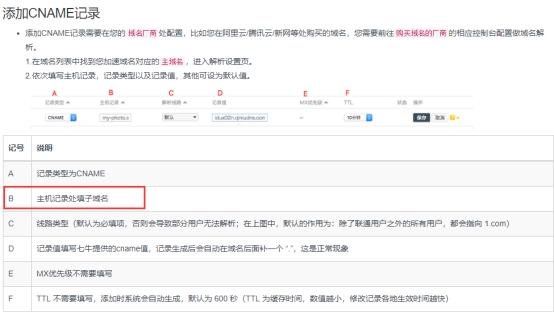 添加CNAME记录
添加CNAME记录需要在您的 域名厂商 处配置，比如您在阿里云/腾讯云/新网等处购买的域名，您需要前往 购买域名的厂商 的相应控制台配置做域名解
析。
1.在域名列表中找到您加速域名对应的 主域名，进入解析设置页。
2.依次填写主机记录，记录类型以及记录值，其他可设为默认值。
A B C D E F
记录类型 主机记录 解析线路 记录值 MX优先级 TTL 状态 操作
CNAME my-photo.s 默认 idue02n.qiniudns.com -- 10分钟 保存 取消
记号 说明
A 记录类型为CNAME
B 主机记录处填子域名
C 线路类型（默认为必填项，否则会导致部分用户无法解析；在上图中，默认的作用为：除了联通用户之外的所有用户，都会指向 1.com）
D 记录值填写七牛提供的cname值，记录生成后会自动在域名后面补一个 “.”，这是正常现象
E MX优先级不需要填写
F TTL 不需要填写，添加时系统会自动生成，默认为 600 秒（TTL 为缓存时间，数值越小，修改记录各地生效时间越快）